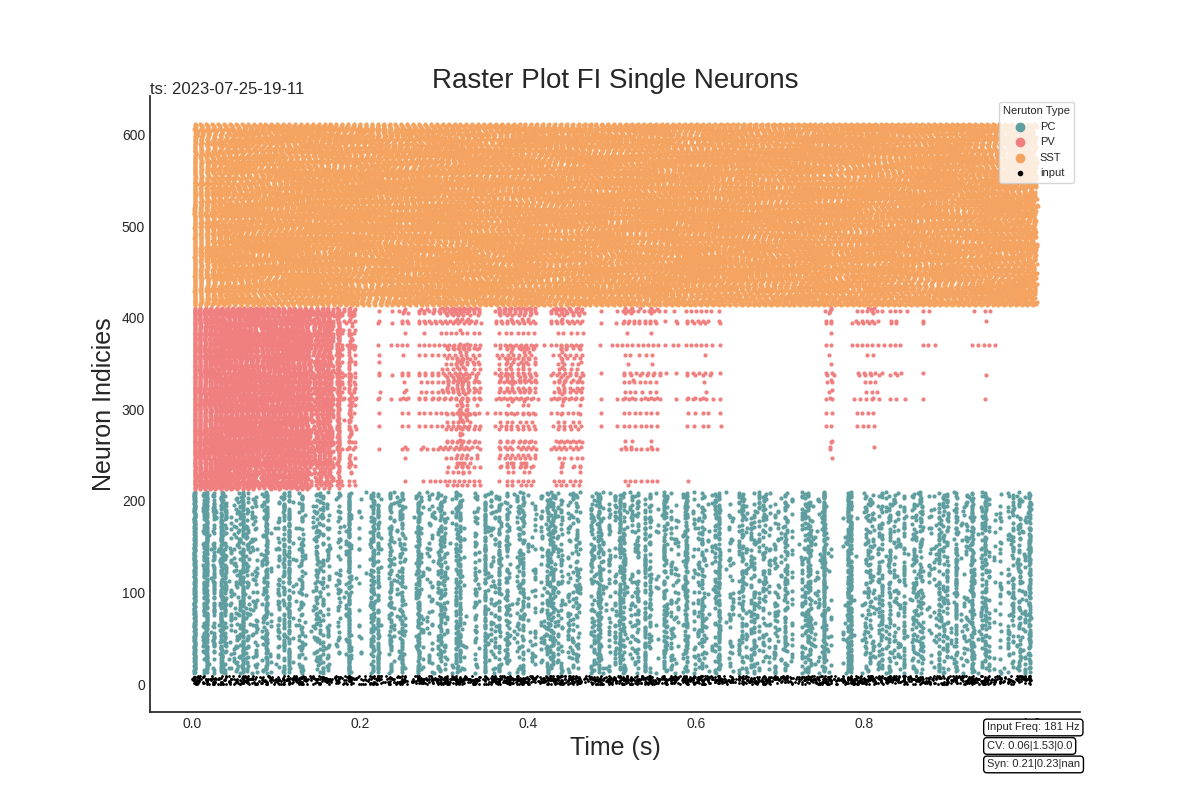 Raster Plot FI Single Neurons
ts: 2023-07-25-19-11
Neruton Type
PC
PV
SST
input
Neuron Indicies
600
500
400
300
200
100
0
0.0 0.2 0.4 0.6 0.8
Time (s)
Input Freq: 181 Hz
CV: 0.06|1.53|0.0
Syn: 0.21|0.23|nan